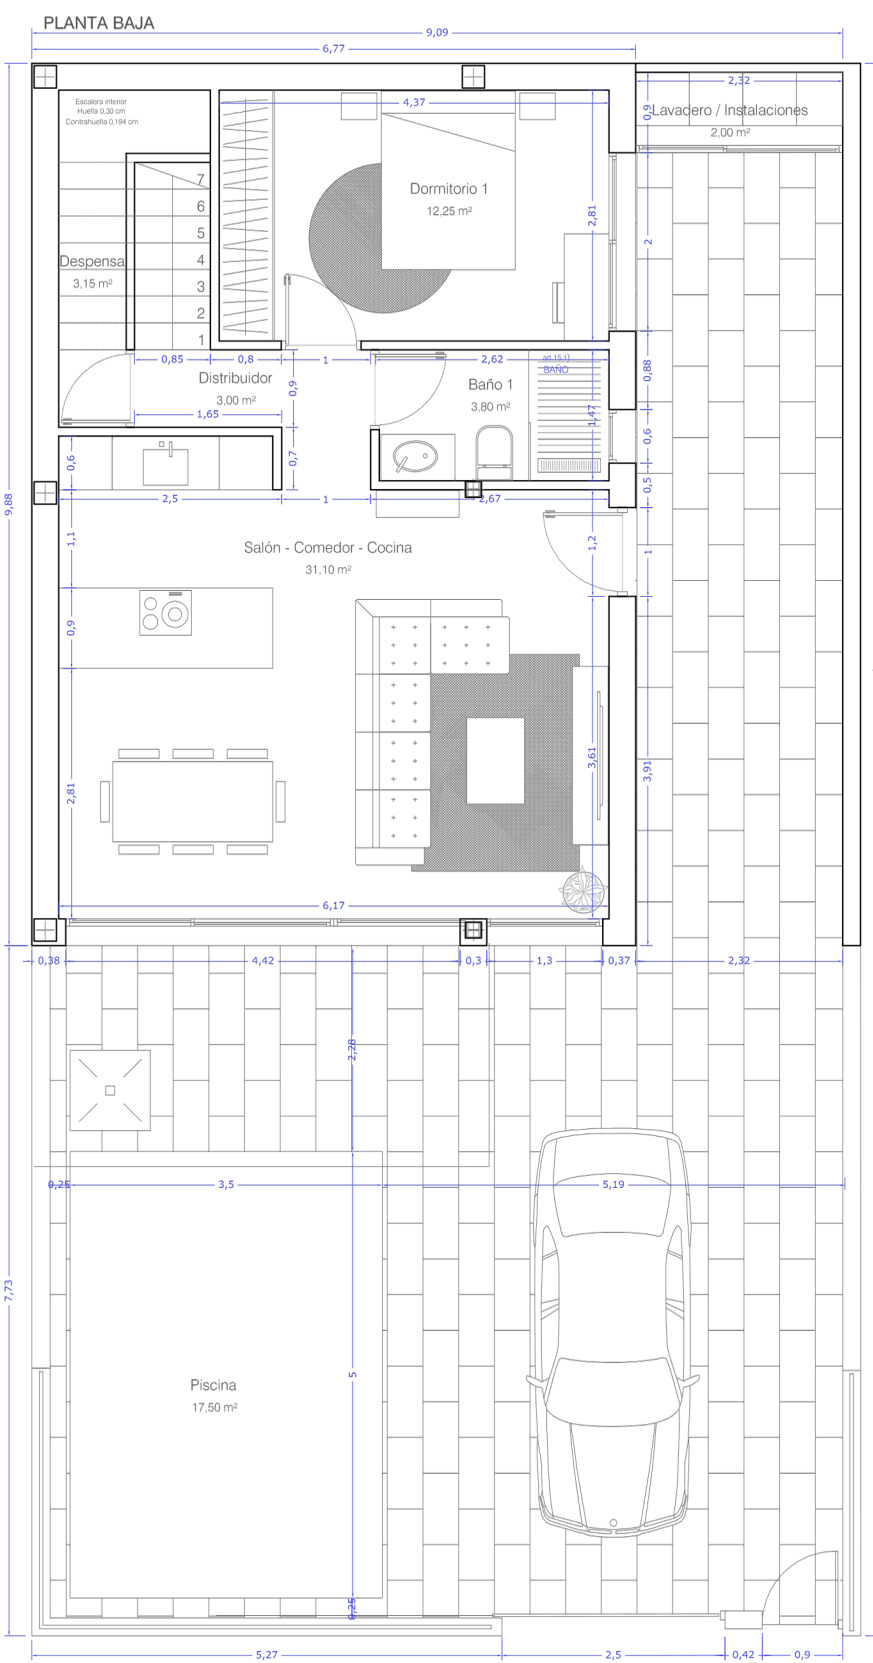 PLANTA BAJA
9,09
6,77
2,32
Escalera interior
Huella 0.30 cm
Contrahuella 0,194 cm
4,37
0,9
Lavadero / Instalaciones
2,00 m²
7
6
5
4
3
2
1
Dormitorio 1
12,25 m²
2,81
2
Despensa
3,15 m²
0,85
0,8
1
2,62
art.15.1)
BAÑO
0,88
Distribuidor
3,00 m²
0,9
Baño 1
3,80 m²
1,65
1,47
0,6
0,6
0,7
0,5
2,5
1
2,67
9,88
1,1
Salón - Comedor - Cocina
31,10 m²
1,2
1
0,9
2,81
3,61
3,91
6,17
0,38
4,42
0,3
1,3
0,37
2,32
2,28
0,25
3,5
5,19
7,73
5
Piscina
17,50 m²
0,25
5,27
2,5
0,42
0,9